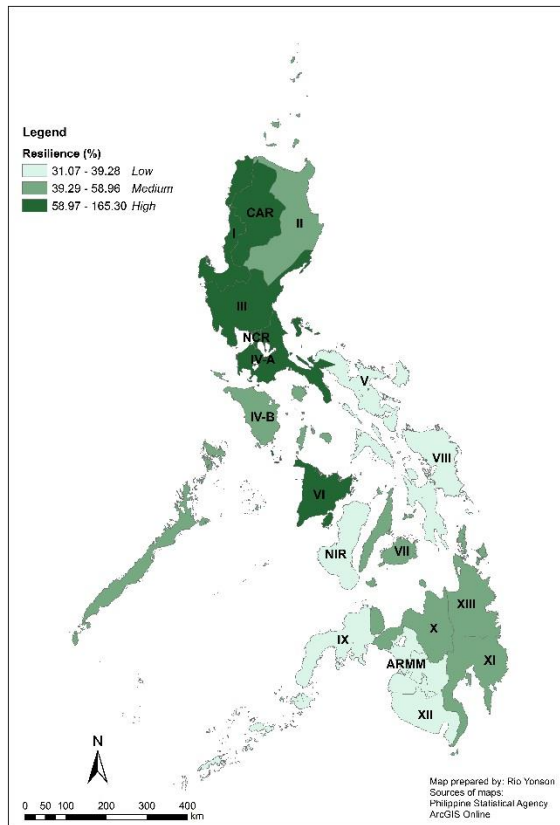 Legend
Resilience (%)
31.07 - 39.28 Low
39.29 - 58.96 Medium
58.97 - 165.30 High
CAR
II
I
III
NCR
IV-A
V
IV-B
VIII
VI
VII
NIR
XIII
X
IX
ARMM
XI
XII
N
0 50 100 200 300 400
km
Map prepared by: Rio Yonson
Sources of maps:
Philippine Statistical Agency
ArcGIS Online